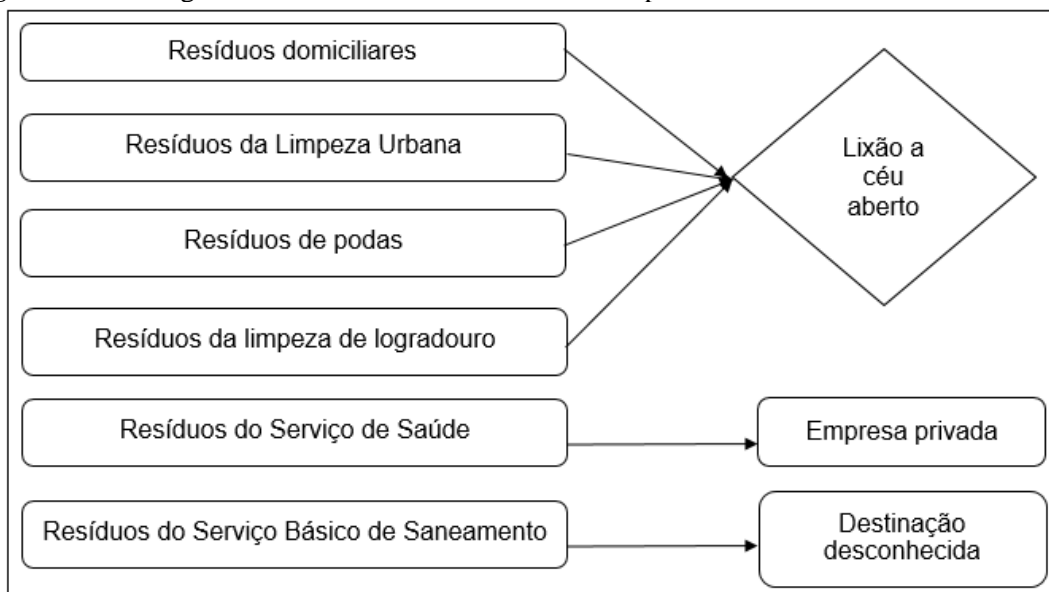 Resíduos domiciliares
Resíduos da Limpeza Urbana
Resíduos de podas
Resíduos da limpeza de logradouro
Resíduos do Serviço de Saúde
Resíduos do Serviço Básico de Saneamento
Lixão a
céu
aberto
Empresa privada
Destinação
desconhecida